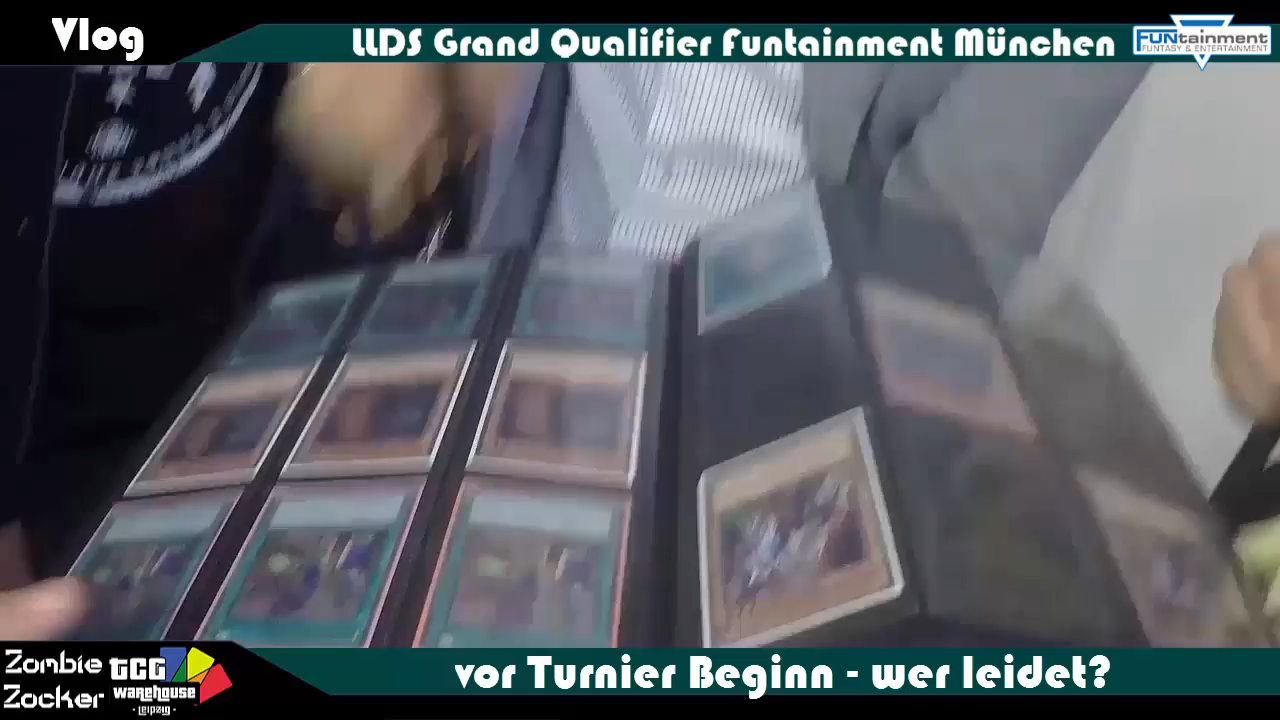 Vlog
LLDS Grand Qualifier Funtainment München
FUNtainment
FUNTASY & ENTERTAINMENT
Zombie
Zocker
TCG
WAREHOUSE
- Leipzig -
vor Turnier Beginn - wer leidet?